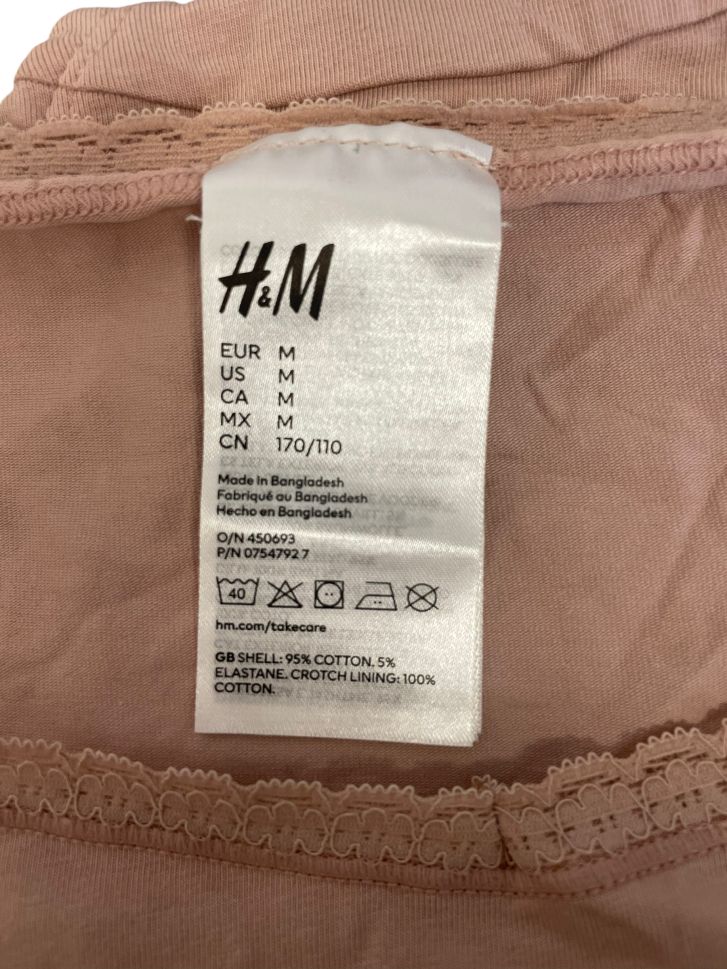 H&M
EUR M
US M
CA M
MX M
CN 170/110
Made in Bangladesh
Fabriqué au Bangladesh
Hecho en Bangladesh
O/N 450693
P/N 0754792 7
40
hm.com/takecare
GB SHELL: 95% COTTON. 5%
ELASTANE. CROTCH LINING: 100%
COTTON.